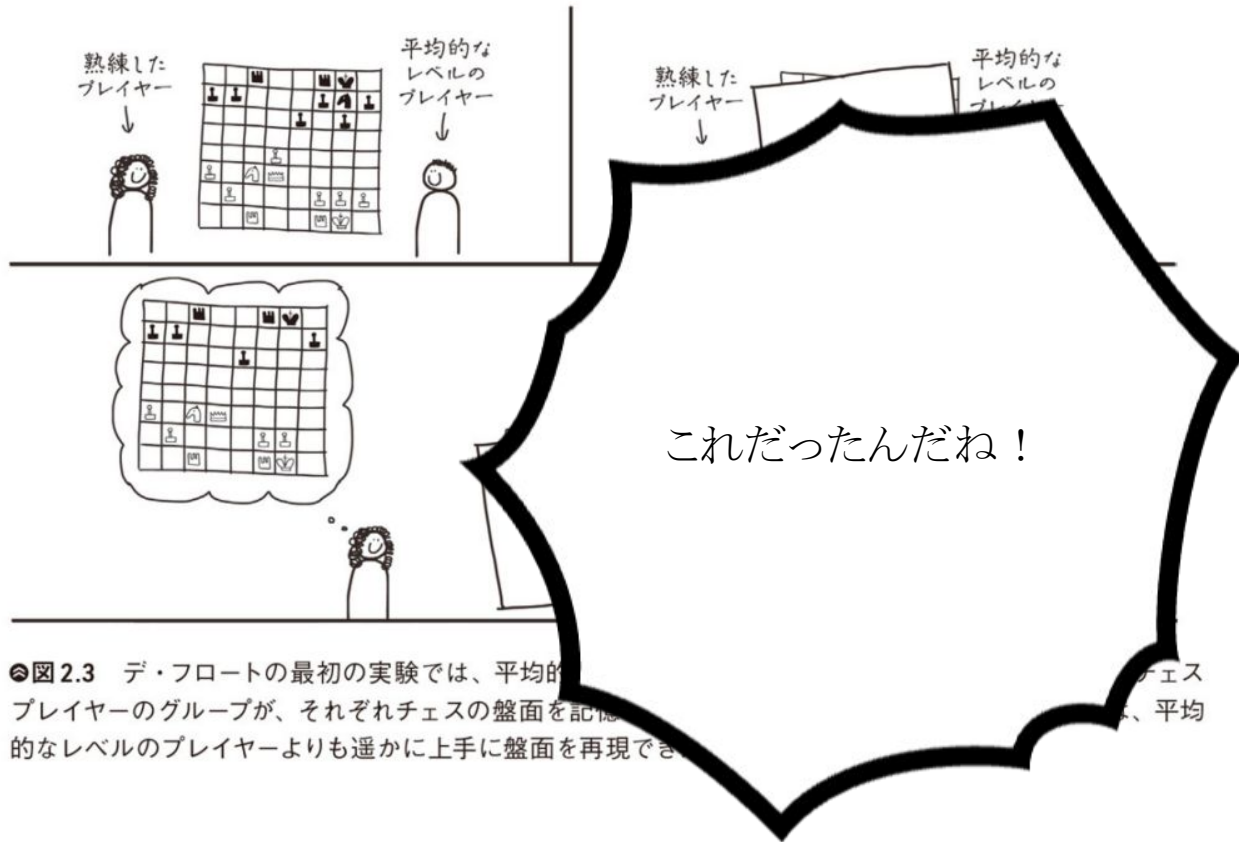 熟練した
プレイヤー
平均的な
レベルの
プレイヤー
熟練した
プレイヤー
平均的な
レベルの
これだったんだね！
図2.3 デ・フロートの最初の実験では、平均的
チェス
プレイヤーのグループが、それぞれチェスの盤面を記憶
、平均
的なレベルのプレイヤーよりも遥かに上手に盤面を再現でき